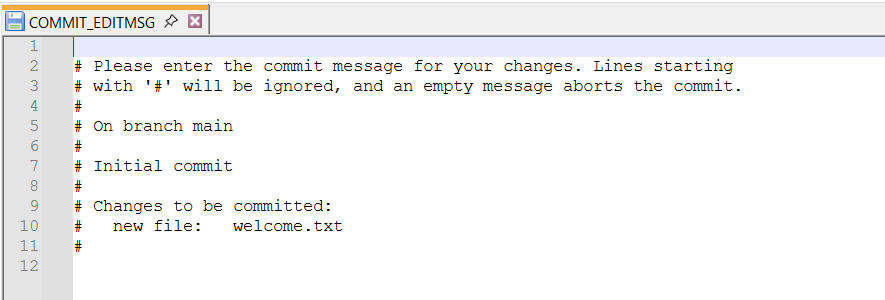 COMMIT_EDITMSG
1
2 # Please enter the commit message for your changes. Lines starting
3 # with '#' will be ignored, and an empty message aborts the commit.
4 #
5 # On branch main
6 #
7 # Initial commit
8 #
9 # Changes to be committed:
10 #   new file:   welcome.txt
11 #
12